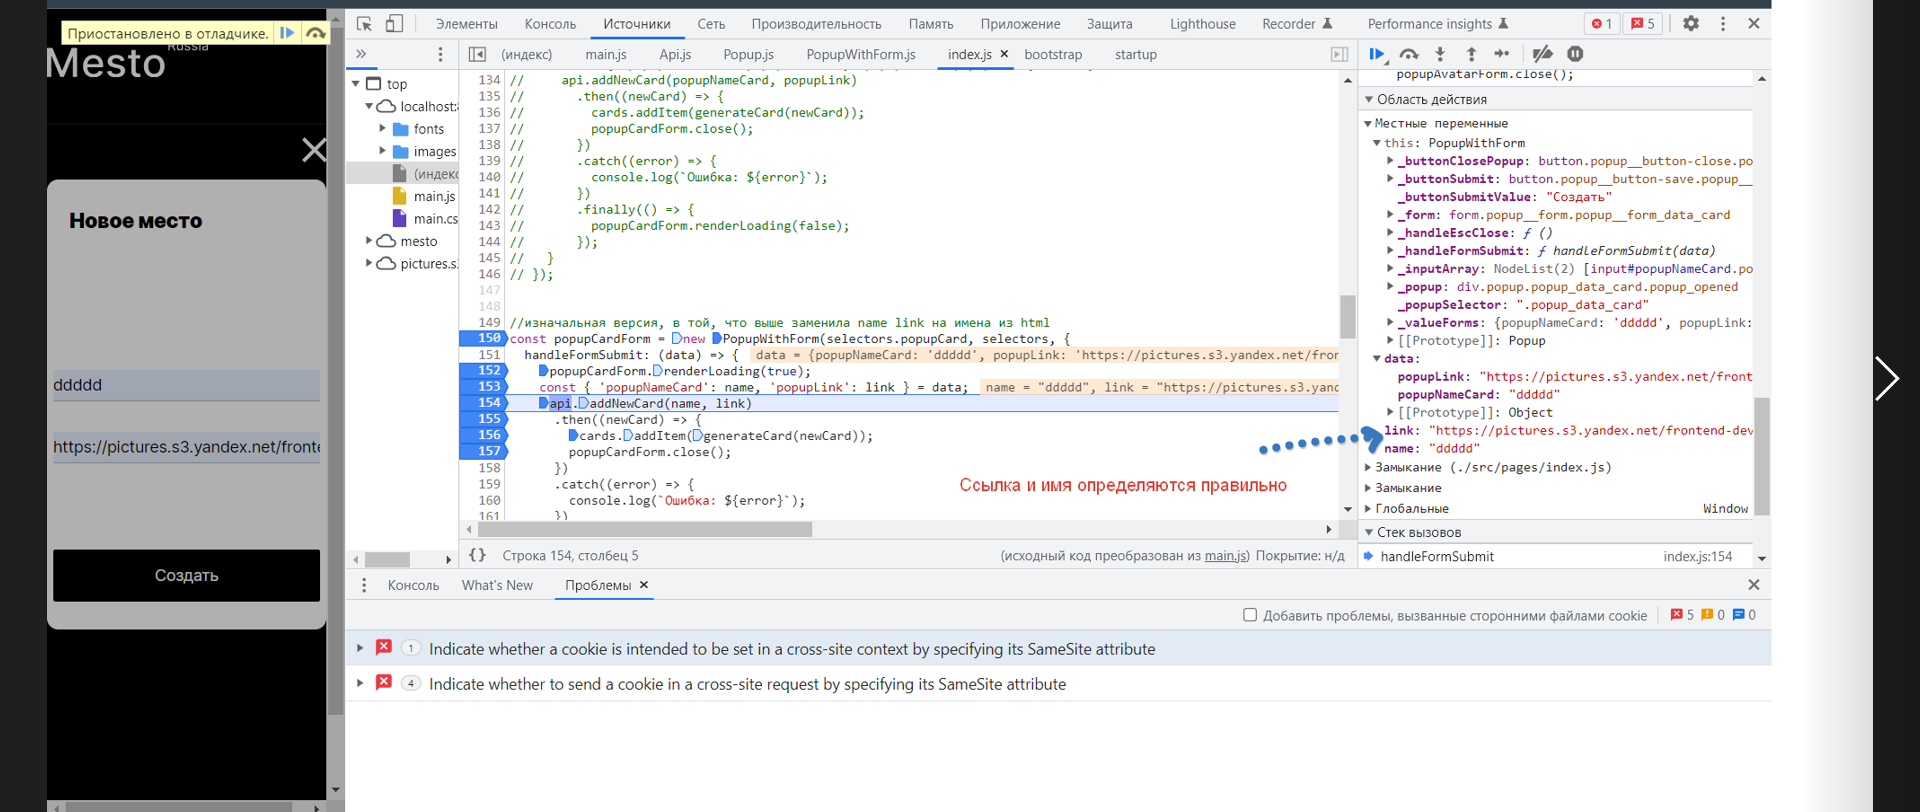 Приостановлено в отладчике.
Russia
Mesto
Новое место
ddddd
https://pictures.s3.yandex.net/fronte
Создать
Элементы Консоль Источники Сеть Производительность Память Приложение Защита Lighthouse Recorder Performance insights 1 5
(индекс) main.js Api.js Popup.js PopupWithForm.js index.js × bootstrap startup
top
localhost:8
fonts
images
(индекс
main.js
main.cs
mesto
pictures.s3
134 // api.addNewCard(popupNameCard, popupLink)
135 // .then((newCard) => {
136 // cards.addItem(generateCard(newCard));
137 // popupCardForm.close();
138 // })
139 // .catch((error) => {
140 // console.log(`Ошибка: ${error}`);
141 // })
142 // .finally(() => {
143 // popupCardForm.renderLoading(false);
144 // });
145 // }
146 // });
147
148
149 //изначальная версия, в той, что выше заменила name link на имена из html
150 const popupCardForm = new PopupWithForm(selectors.popupCard, selectors, {
151 handleFormSubmit: (data) => { data = {popupNameCard: 'ddddd', popupLink: 'https://pictures.s3.yandex.net/fron
152 popupCardForm.renderLoading(true);
153 const { 'popupNameCard': name, 'popupLink': link } = data; name = "ddddd", link = "https://pictures.s3.yand
154 api.addNewCard(name, link)
155 .then((newCard) => {
156 cards.addItem(generateCard(newCard));
157 popupCardForm.close();
158 })
159 .catch((error) => {
160 console.log(`Ошибка: ${error}`);
161 })
Ссылка и имя определяются правильно
{} Строка 154, столбец 5 (исходный код преобразован из main.js) Покрытие: н/д
popupAvatarForm.close();
Область действия
Местные переменные
this: PopupWithForm
_buttonClosePopup: button.popup__button-close.po
_buttonSubmit: button.popup__button-save.popup__
_buttonSubmitValue: "Создать"
_form: form.popup__form.popup__form_data_card
_handleEscClose: ƒ ()
_handleFormSubmit: ƒ handleFormSubmit(data)
_inputArray: NodeList(2) [input#popupNameCard.po
_popup: div.popup.popup_data_card.popup_opened
_popupSelector: ".popup_data_card"
_valueForms: {popupNameCard: 'ddddd', popupLink:
[[Prototype]]: Popup
data:
popupLink: "https://pictures.s3.yandex.net/front
popupNameCard: "ddddd"
[[Prototype]]: Object
link: "https://pictures.s3.yandex.net/frontend-dev
name: "ddddd"
Замыкание (./src/pages/index.js)
Замыкание
Глобальные Window
Стек вызовов
handleFormSubmit index.js:154
Консоль What's New Проблемы ×
Добавить проблемы, вызванные сторонними файлами cookie 5 0 0
1 Indicate whether a cookie is intended to be set in a cross-site context by specifying its SameSite attribute
4 Indicate whether to send a cookie in a cross-site request by specifying its SameSite attribute